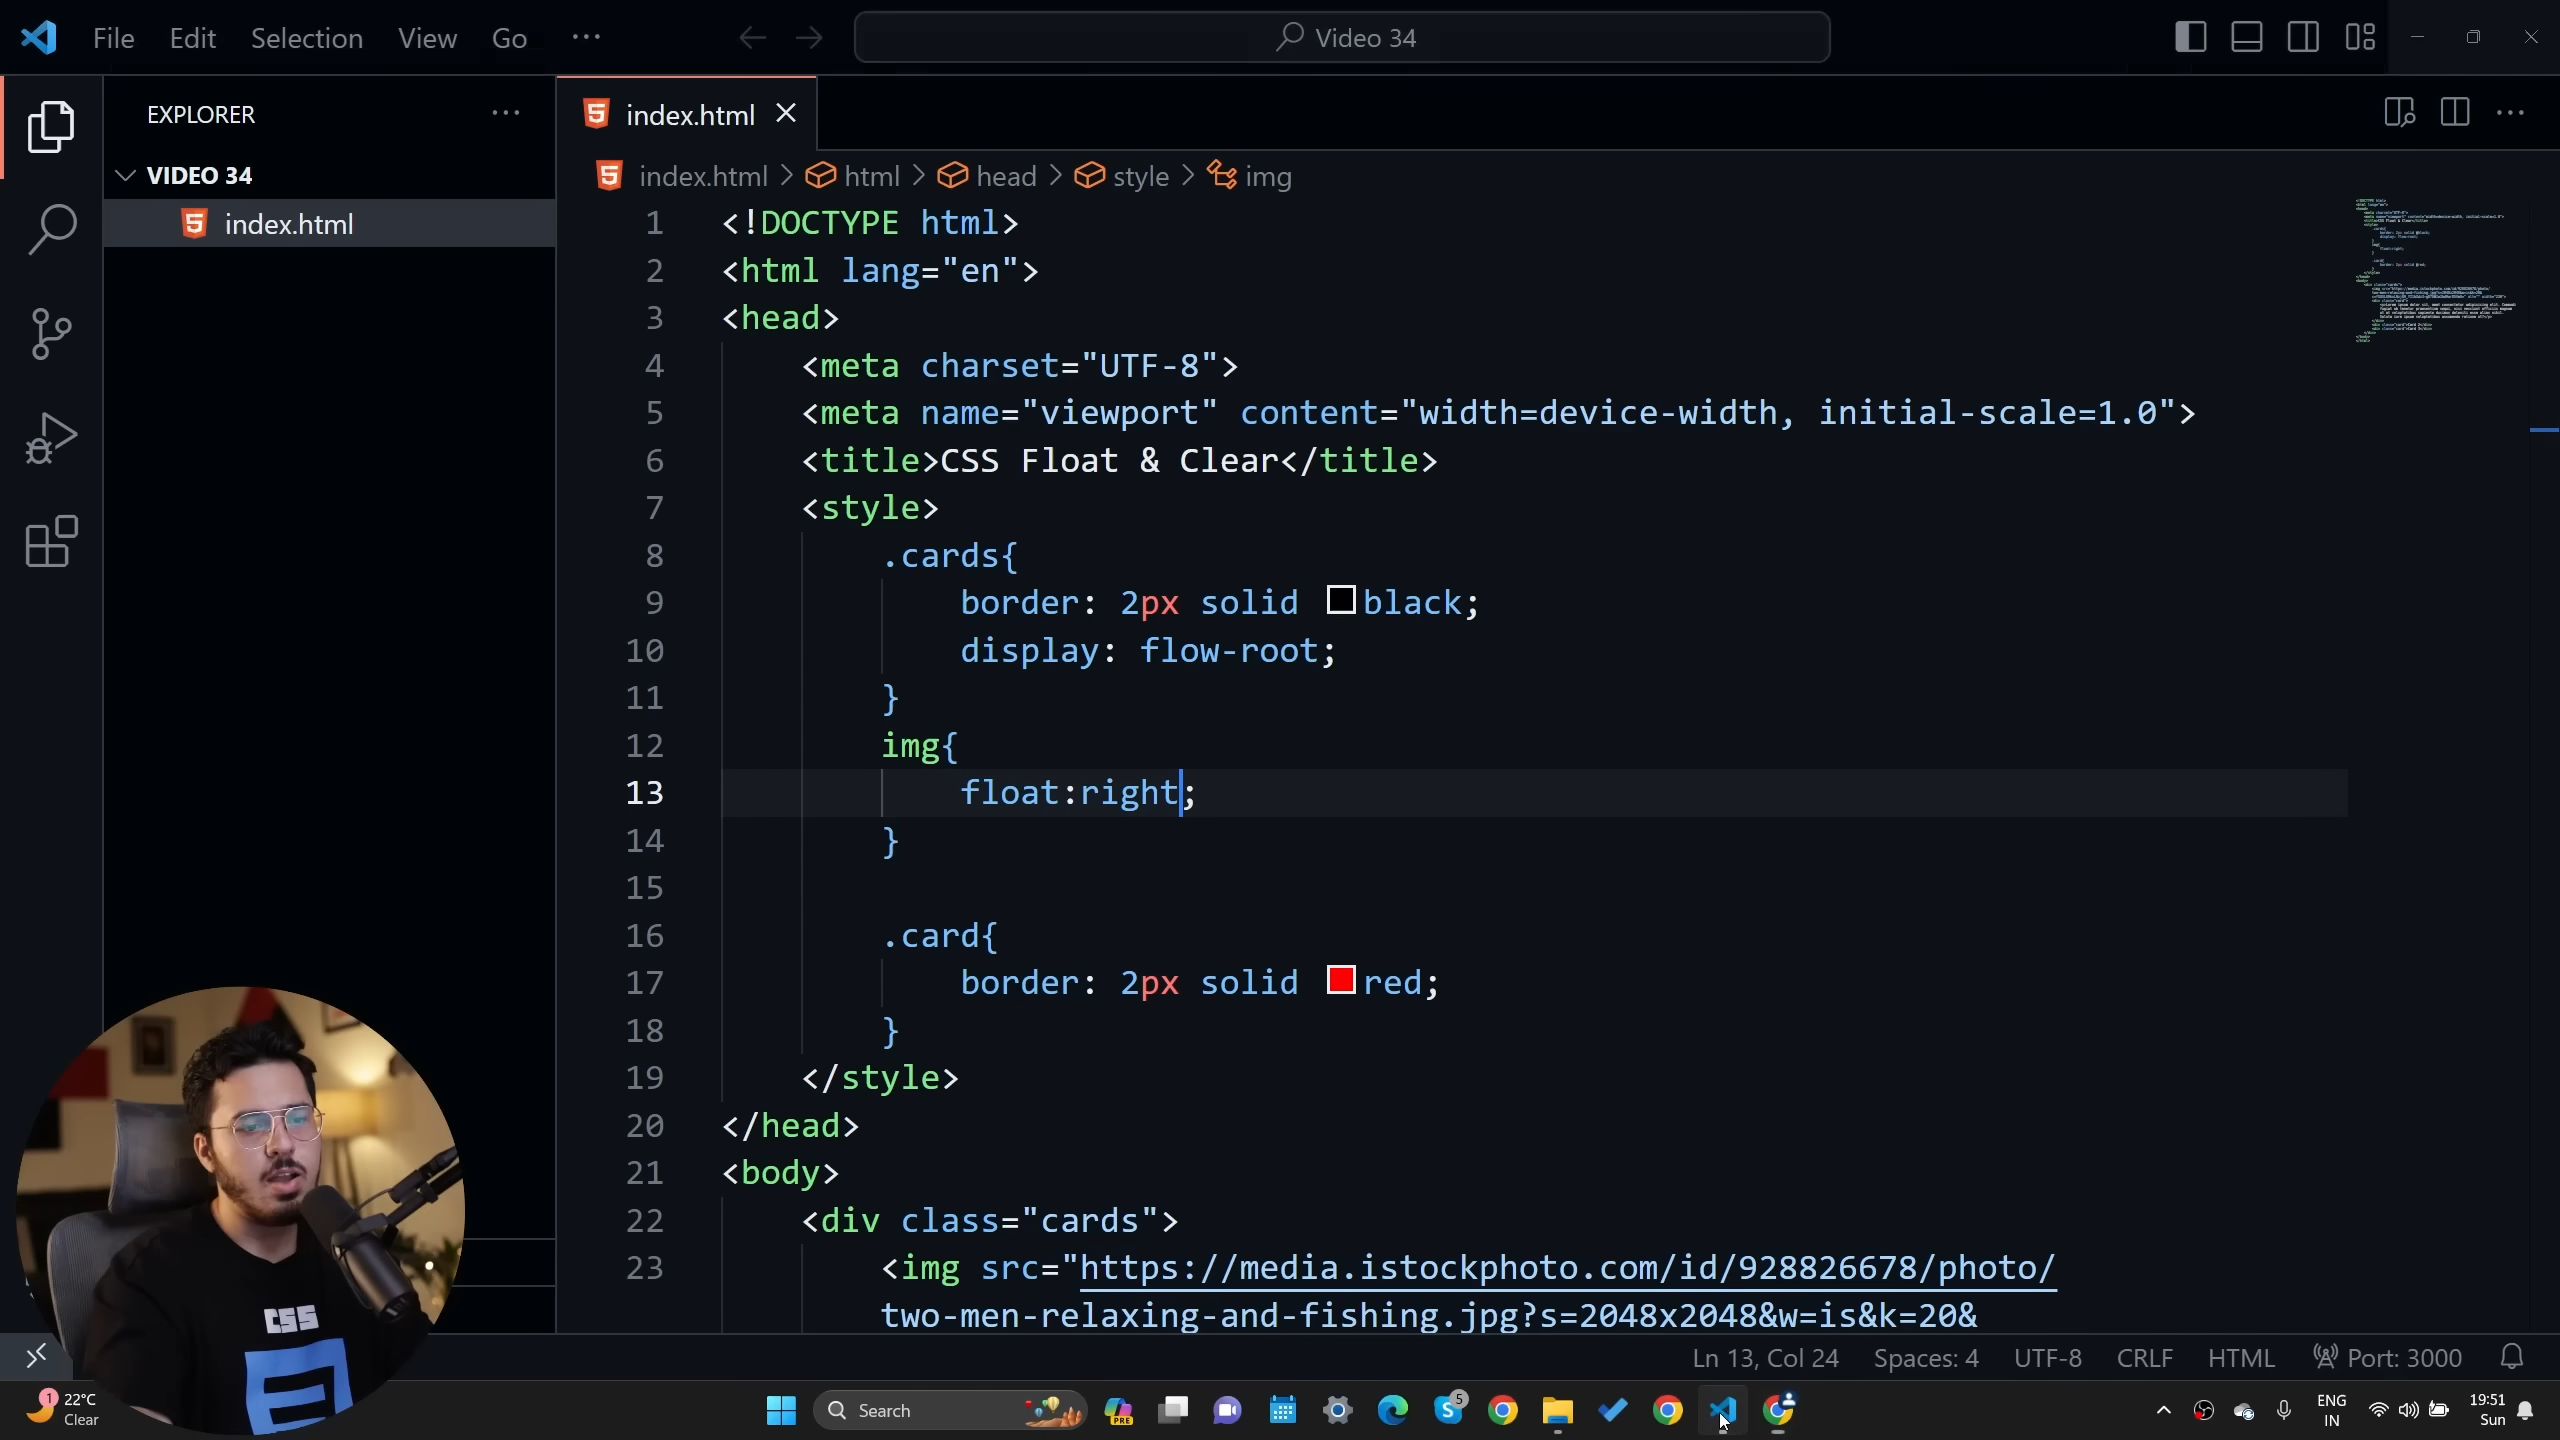 File Edit Selection View Go ···
Video 34
EXPLORER
VIDEO 34
index.html
index.html
index.html > html > head > style > img
1 <!DOCTYPE html>
2 <html lang="en">
3 <head>
4 <meta charset="UTF-8">
5 <meta name="viewport" content="width=device-width, initial-scale=1.0">
6 <title>CSS Float & Clear</title>
7 <style>
8 .cards{
9 border: 2px solid black;
10 display: flow-root;
11 }
12 img{
13 float:right;
14 }
15
16 .card{
17 border: 2px solid red;
18 }
19 </style>
20 </head>
21 <body>
22 <div class="cards">
23 <img src="https://media.istockphoto.com/id/928826678/photo/
two-men-relaxing-and-fishing.jpg?s=2048x2048&w=is&k=20&
CSS
Ln 13, Col 24 Spaces: 4 UTF-8 CRLF HTML Port: 3000
1 22°C
Clear
Search
PRE
5
ENG
IN
19:51
Sun